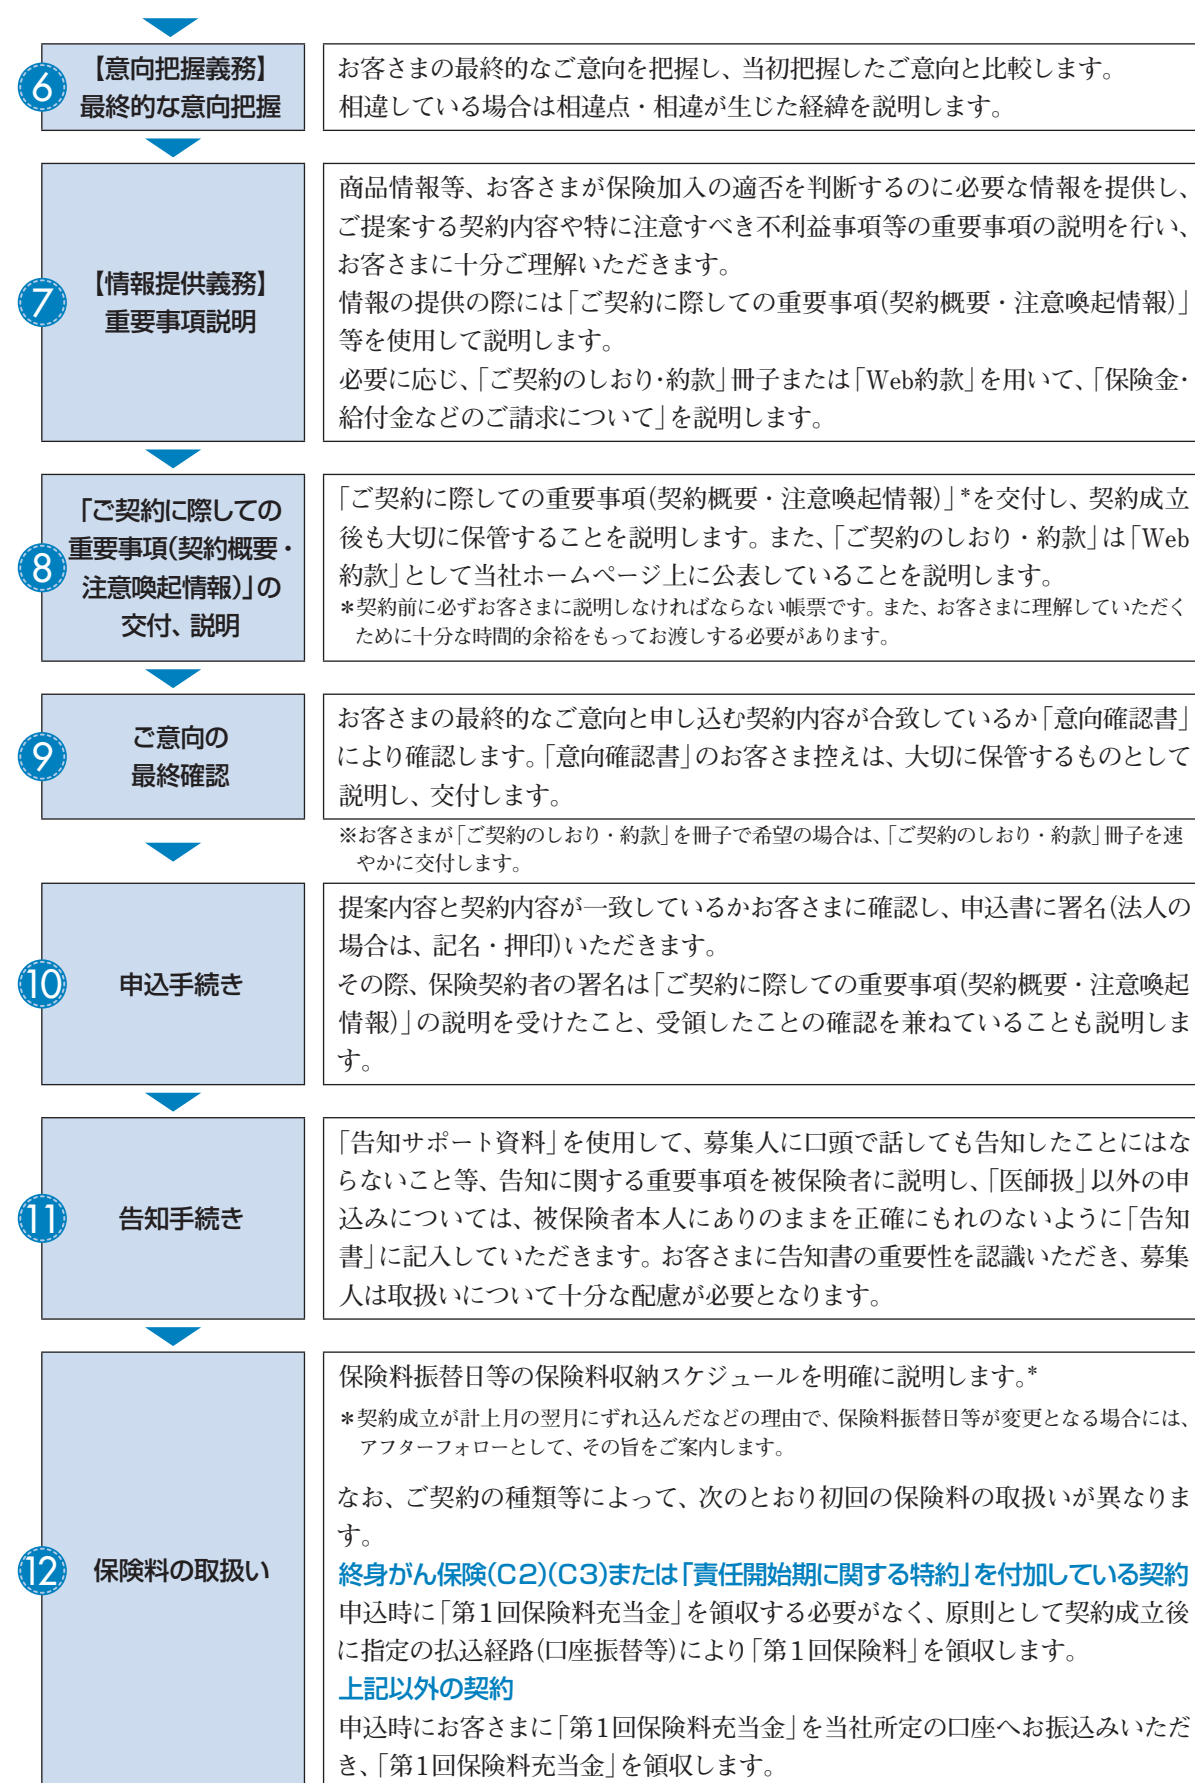 6
【意向把握義務】
最終的な意向把握
お客さまの最終的なご意向を把握し、当初把握したご意向と比較します。
相違している場合は相違点・相違が生じた経緯を説明します。
7
【情報提供義務】
重要事項説明
商品情報等、お客さまが保険加入の適否を判断するのに必要な情報を提供し、
ご提案する契約内容や特に注意すべき不利益事項等の重要事項の説明を行い、
お客さまに十分ご理解いただきます。
情報の提供の際には「ご契約に際しての重要事項(契約概要・注意喚起情報)」
等を使用して説明します。
必要に応じ、「ご契約のしおり・約款」冊子または「Web約款」を用いて、「保険金・
給付金などのご請求について」を説明します。
8
「ご契約に際しての
重要事項(契約概要・
注意喚起情報)」の
交付、説明
「ご契約に際しての重要事項(契約概要・注意喚起情報)」*を交付し、契約成立
後も大切に保管することを説明します。また、「ご契約のしおり・約款」は「Web
約款」として当社ホームページ上に公表していることを説明します。
*契約前に必ずお客さまに説明しなければならない帳票です。また、お客さまに理解していただく
ために十分な時間的余裕をもってお渡しする必要があります。
9
ご意向の
最終確認
お客さまの最終的なご意向と申し込む契約内容が合致しているか「意向確認書」
により確認します。「意向確認書」のお客さま控えは、大切に保管するものとして
説明し、交付します。
※お客さまが「ご契約のしおり・約款」を冊子で希望の場合は、「ご契約のしおり・約款」冊子を速
やかに交付します。
10
申込手続き
提案内容と契約内容が一致しているかお客さまに確認し、申込書に署名(法人の
場合は、記名・押印)いただきます。
その際、保険契約者の署名は「ご契約に際しての重要事項(契約概要・注意喚起
情報)」の説明を受けたこと、受領したことの確認を兼ねていることも説明しま
す。
11
告知手続き
「告知サポート資料」を使用して、募集人に口頭で話しても告知したことにはな
らないこと等、告知に関する重要事項を被保険者に説明し、「医師扱」以外の申
込みについては、被保険者本人にありのままを正確にもれのないように「告知
書」に記入していただきます。お客さまに告知書の重要性を認識いただき、募集
人は取扱いについて十分な配慮が必要となります。
12
保険料の取扱い
保険料振替日等の保険料収納スケジュールを明確に説明します。*
*契約成立が計上月の翌月にずれ込んだなどの理由で、保険料振替日等が変更となる場合には、
アフターフォローとして、その旨をご案内します。
なお、ご契約の種類等によって、次のとおり初回の保険料の取扱いが異なりま
す。
終身がん保険(C2)(C3)または「責任開始期に関する特約」を付加している契約
申込時に「第1回保険料充当金」を領収する必要がなく、原則として契約成立後
に指定の払込経路(口座振替等)により「第1回保険料」を領収します。
上記以外の契約
申込時にお客さまに「第1回保険料充当金」を当社所定の口座へお振込みいただ
き、「第1回保険料充当金」を領収します。